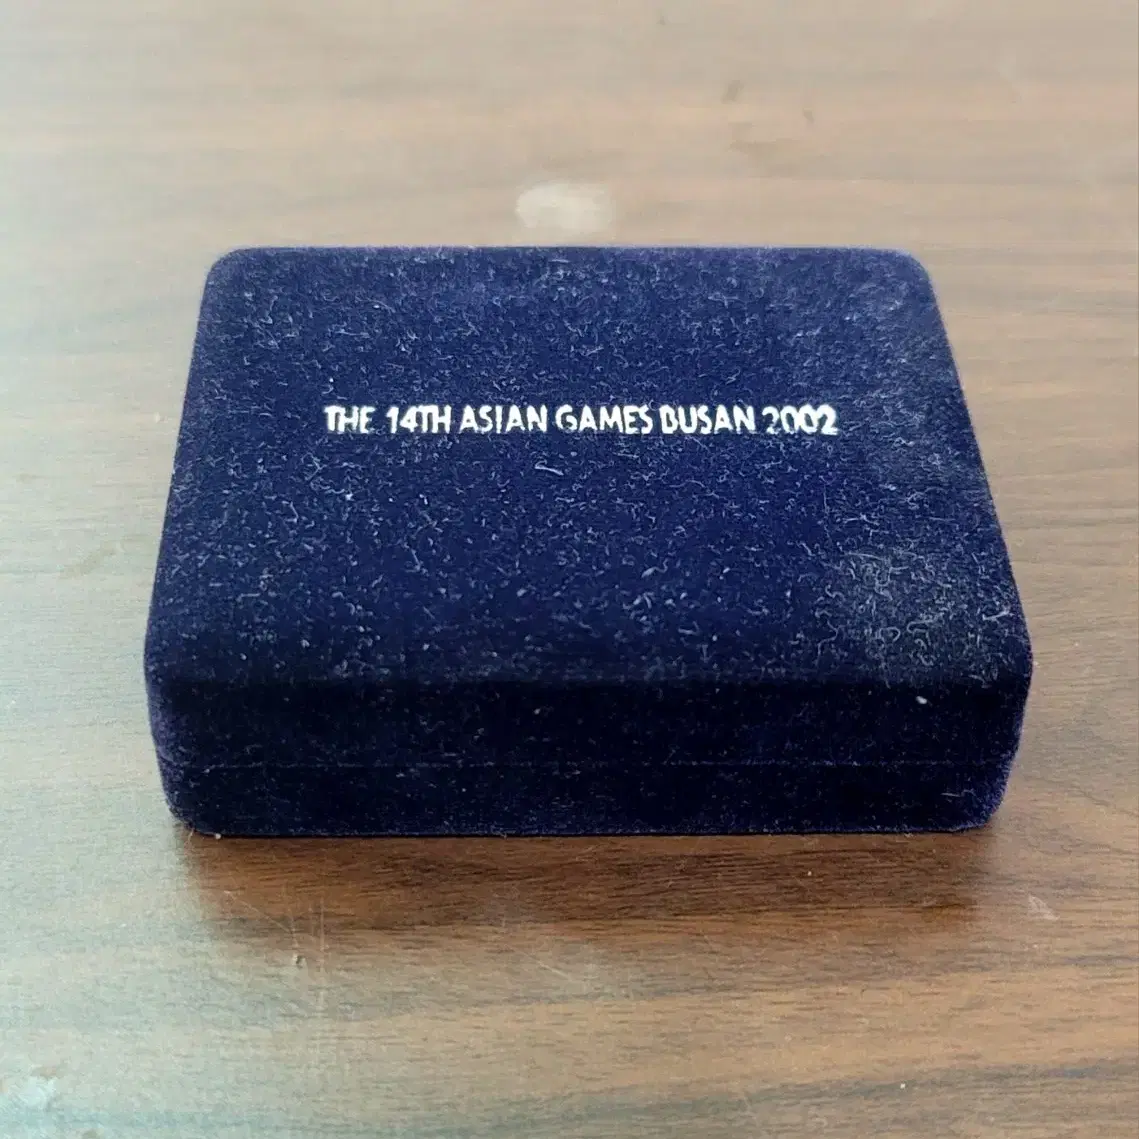 THE 14TH ASIAN GAMES BUSAN 2002